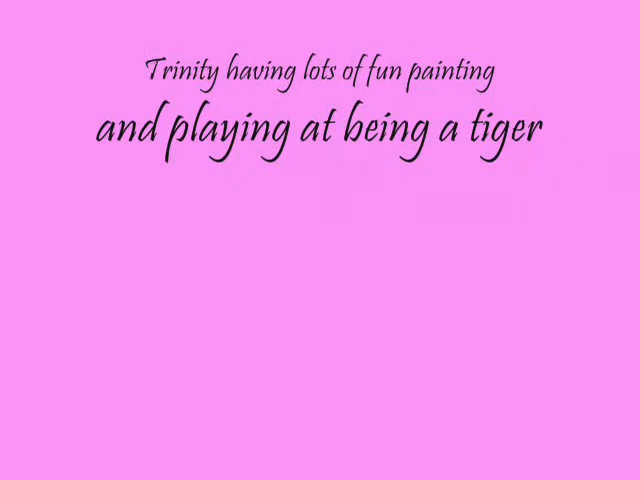 Trinity having lots of fun painting
and playing at being a tiger